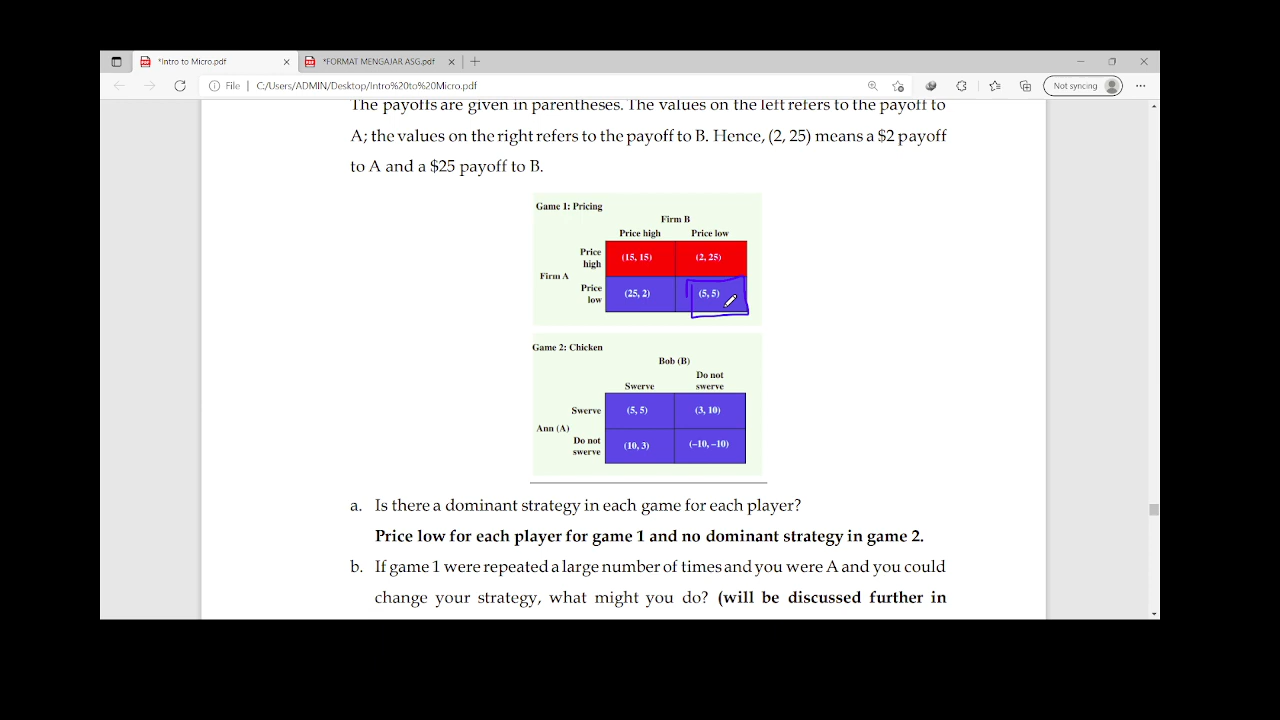 *Intro to Micro.pdf
*FORMAT MENGAJAR ASG.pdf
File | C:/Users/ADMIN/Desktop/Intro%20to%20Micro.pdf
Not syncing
The payoffs are given in parentheses. The values on the left refers to the payoff to
A; the values on the right refers to the payoff to B. Hence, (2, 25) means a $2 payoff
to A and a $25 payoff to B.
Game 1: Pricing
Firm B
Price high Price low
Price high (15, 15) (2, 25)
Firm A
Price low (25, 2) (5, 5)
Game 2: Chicken
Bob (B)
Swerve Do not swerve
Swerve (5, 5) (3, 10)
Ann (A)
Do not swerve (10, 3) (–10, –10)
a. Is there a dominant strategy in each game for each player?
Price low for each player for game 1 and no dominant strategy in game 2.
b. If game 1 were repeated a large number of times and you were A and you could
change your strategy, what might you do? (will be discussed further in